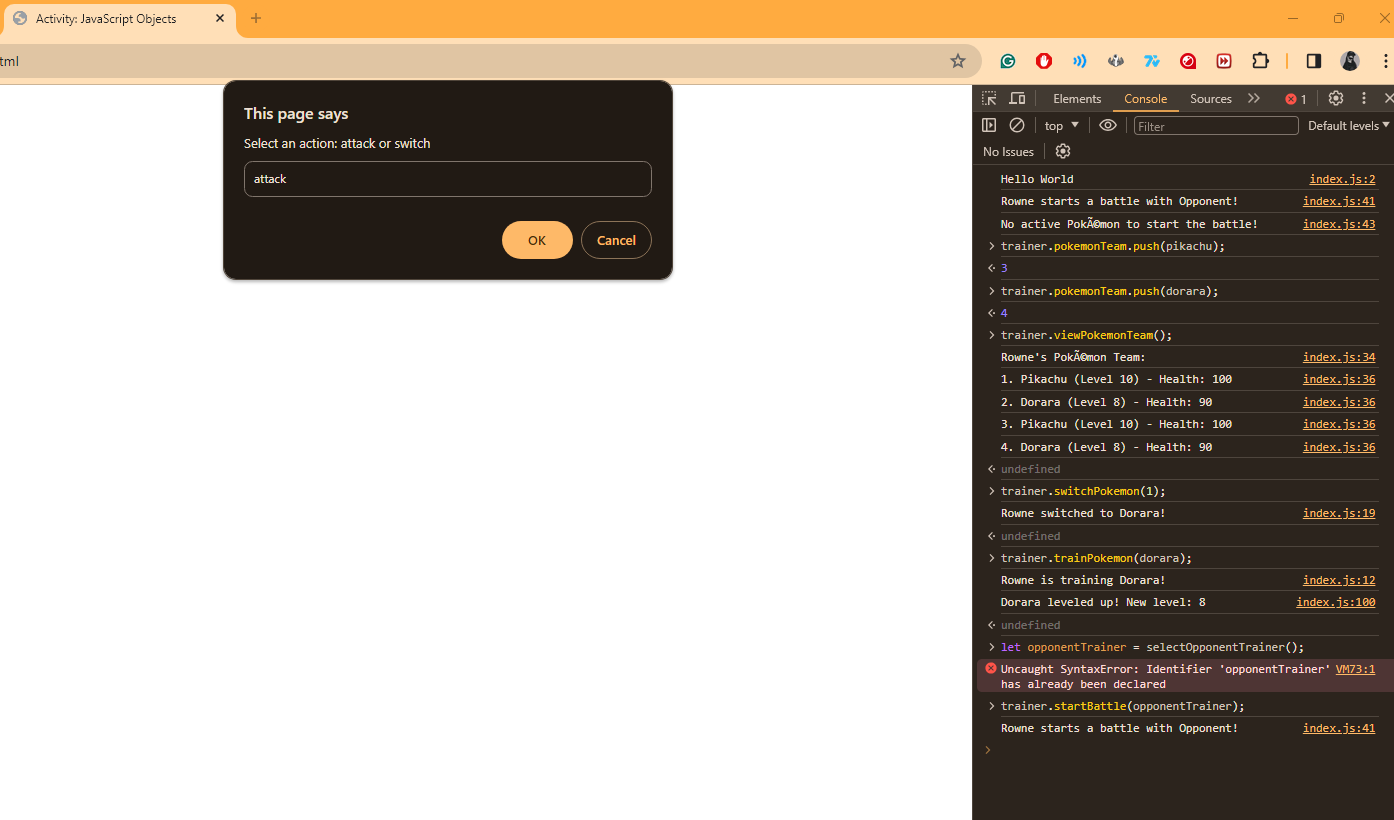 Activity: JavaScript Objects
tml
This page says
Select an action: attack or switch
attack
OK
Cancel
Elements
Console
Sources
1
top
Filter
Default levels
No Issues
Hello World index.js:2
Rowne starts a battle with Opponent! index.js:41
No active PokÃ©mon to start the battle! index.js:43
> trainer.pokemonTeam.push(pikachu);
3
> trainer.pokemonTeam.push(dorara);
4
> trainer.viewPokemonTeam();
Rowne's PokÃ©mon Team: index.js:34
1. Pikachu (Level 10) - Health: 100 index.js:36
2. Dorara (Level 8) - Health: 90 index.js:36
3. Pikachu (Level 10) - Health: 100 index.js:36
4. Dorara (Level 8) - Health: 90 index.js:36
undefined
> trainer.switchPokemon(1);
Rowne switched to Dorara! index.js:19
undefined
> trainer.trainPokemon(dorara);
Rowne is training Dorara! index.js:12
Dorara leveled up! New level: 8 index.js:100
undefined
> let opponentTrainer = selectOpponentTrainer();
Uncaught SyntaxError: Identifier 'opponentTrainer' VM73:1
has already been declared
> trainer.startBattle(opponentTrainer);
Rowne starts a battle with Opponent! index.js:41
>